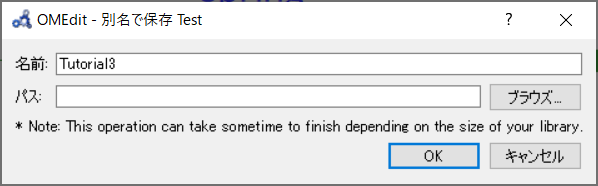 OMEdit - 別名で保存 Test
名前: Tutorial3
パス: ブラウズ...
* Note: This operation can take sometime to finish depending on the size of your library.
OK キャンセル